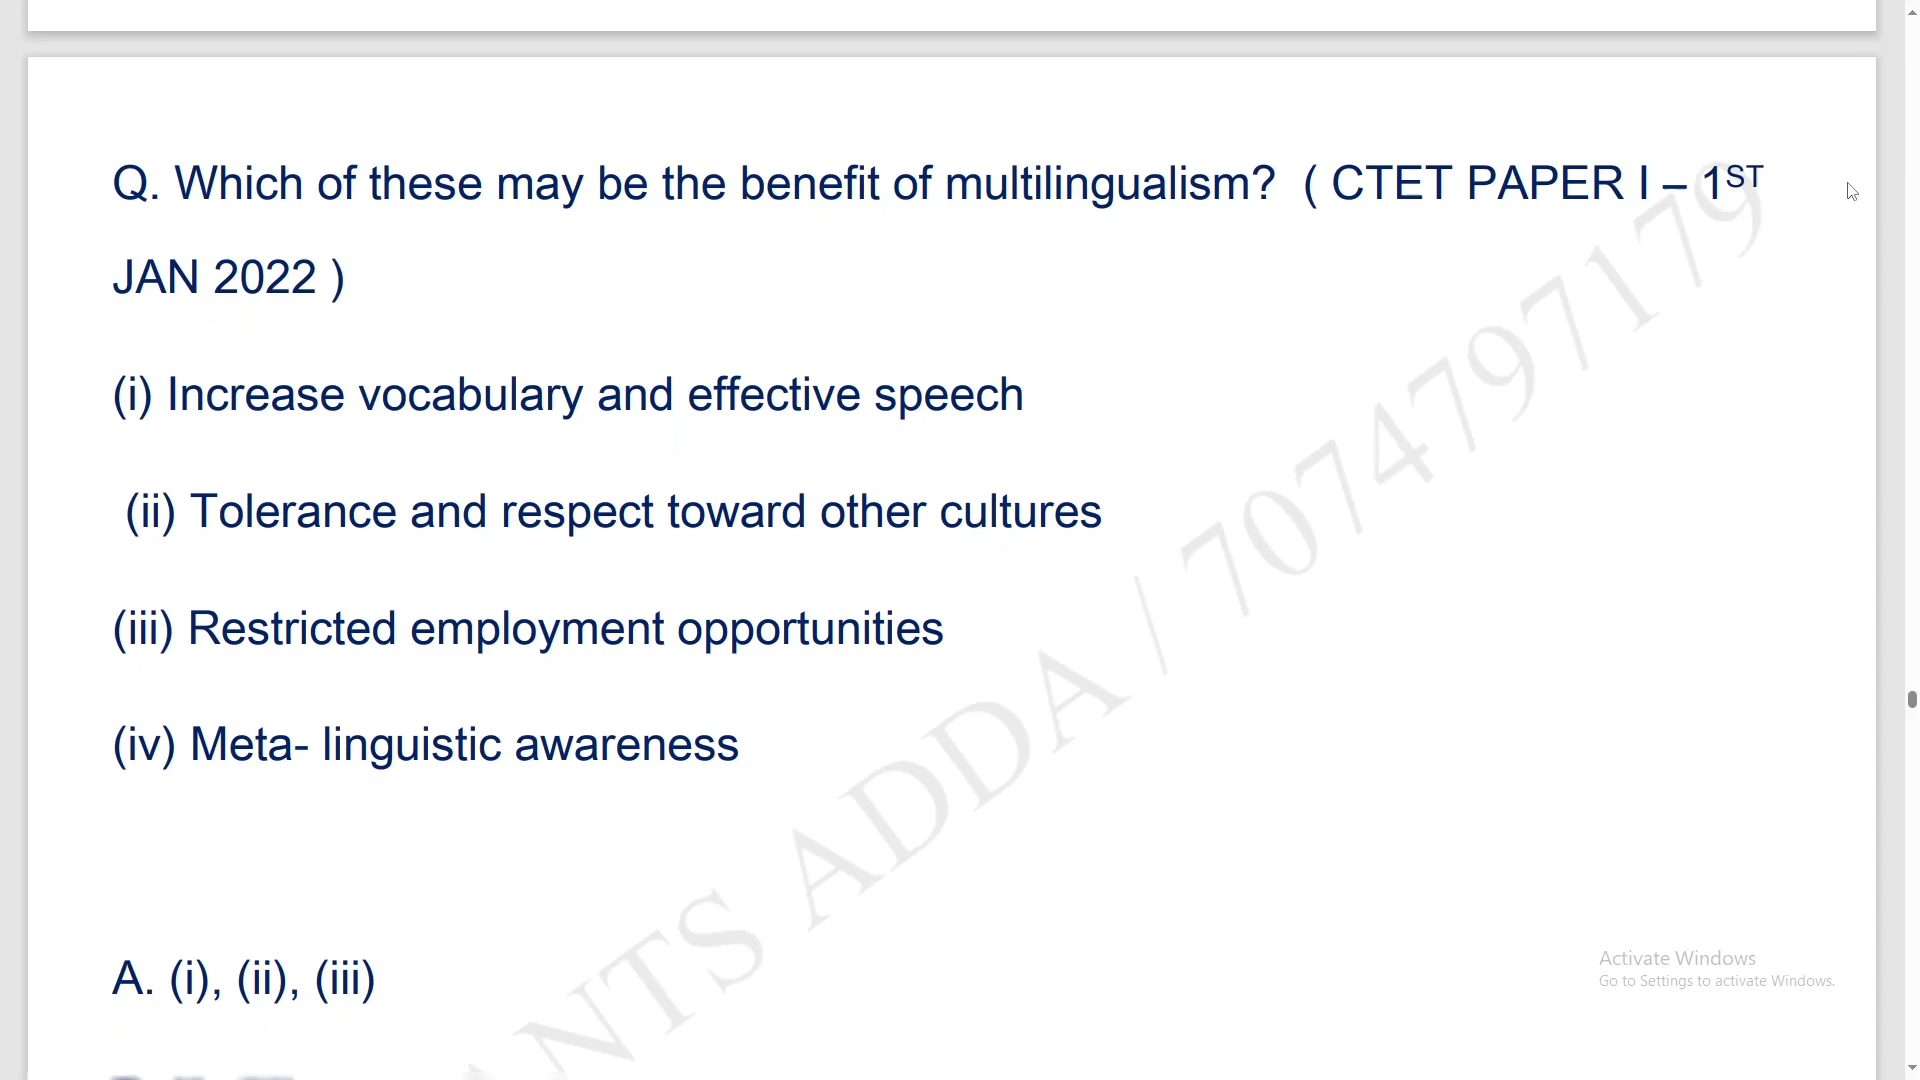 Q. Which of these may be the benefit of multilingualism? ( CTET PAPER I – 1ST
JAN 2022 )
(i) Increase vocabulary and effective speech
(ii) Tolerance and respect toward other cultures
(iii) Restricted employment opportunities
(iv) Meta- linguistic awareness
A. (i), (ii), (iii)
ANTS ADDA / 7074797179
Activate Windows
Go to Settings to activate Windows.